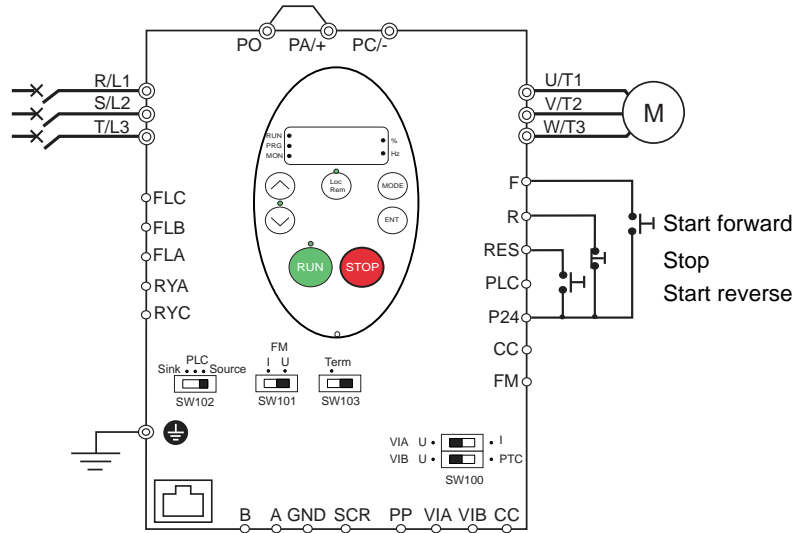 PO PA/+ PC/-
R/L1
S/L2
T/L3
U/T1
V/T2
W/T3
M
RUN
PRG
MON
%
Hz
Loc
Rem
MODE
ENT
RUN
STOP
FLC
FLB
FLA
RYA
RYC
F
R
RES
PLC
P24
CC
FM
Start forward
Stop
Start reverse
PLC
Sink Source
SW102
FM
I U
SW101
Term
SW103
VIA U I
VIB U PTC
SW100
B A GND SCR PP VIA VIB CC